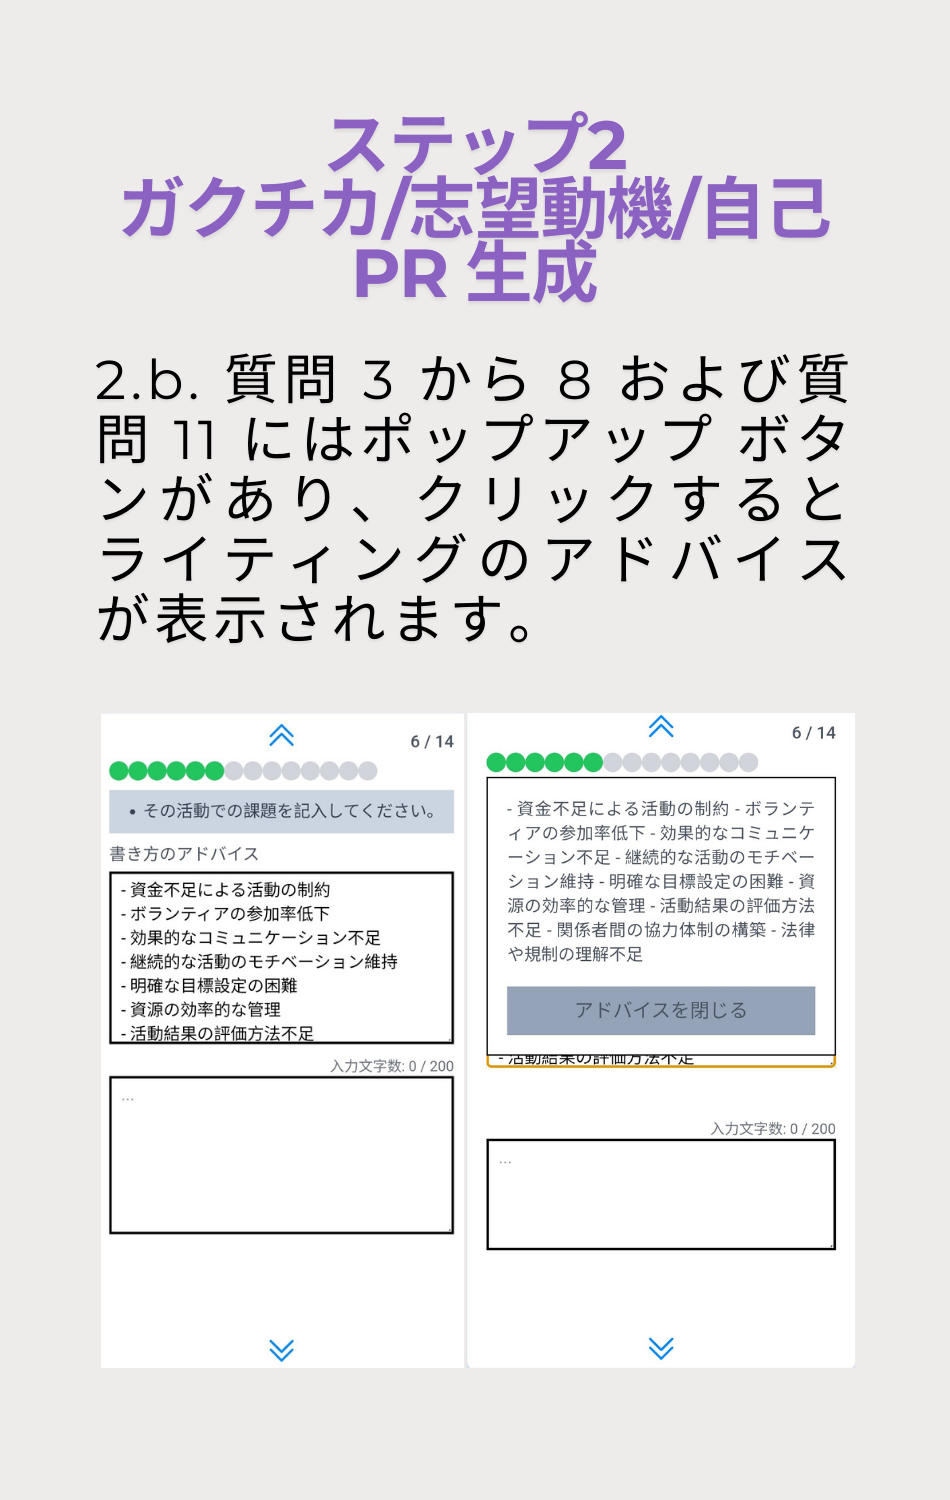 ステップ2
ガクチカ/志望動機/自己
PR 生成
2.b. 質問 3 から 8 および質
問 11 にはポップアップ ボタ
ンがあり、クリックすると
ライティングのアドバイス
が表示されます。
6 / 14
• その活動での課題を記入してください。
書き方のアドバイス
- 資金不足による活動の制約
- ボランティアの参加率低下
- 効果的なコミュニケーション不足
- 継続的な活動のモチベーション維持
- 明確な目標設定の困難
- 資源の効率的な管理
- 活動結果の評価方法不足
入力文字数: 0 / 200
...
6 / 14
- 資金不足による活動の制約 - ボランテ
ィアの参加率低下 - 効果的なコミュニケ
ーション不足 - 継続的な活動のモチベー
ション維持 - 明確な目標設定の困難 - 資
源の効率的な管理 - 活動結果の評価方法
不足 - 関係者間の協力体制の構築 - 法律
や規制の理解不足
アドバイスを閉じる
- 活動結果の評価方法不足
入力文字数: 0 / 200
...